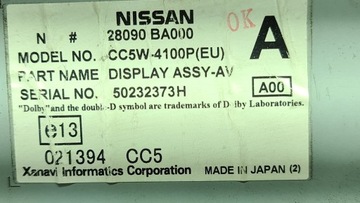 NISSAN
OK
N # 28090 BA000
A
MODEL NO. CC5W-4100P(EU)
PART NAME DISPLAY ASSY-AV
SERIAL NO. 50232373H
A00
"Dolby" and the double-D symbol are trademarks of Dolby Laboratories.
e13
021394 CC5
Xanavi Informatics Corporation MADE IN JAPAN (2)